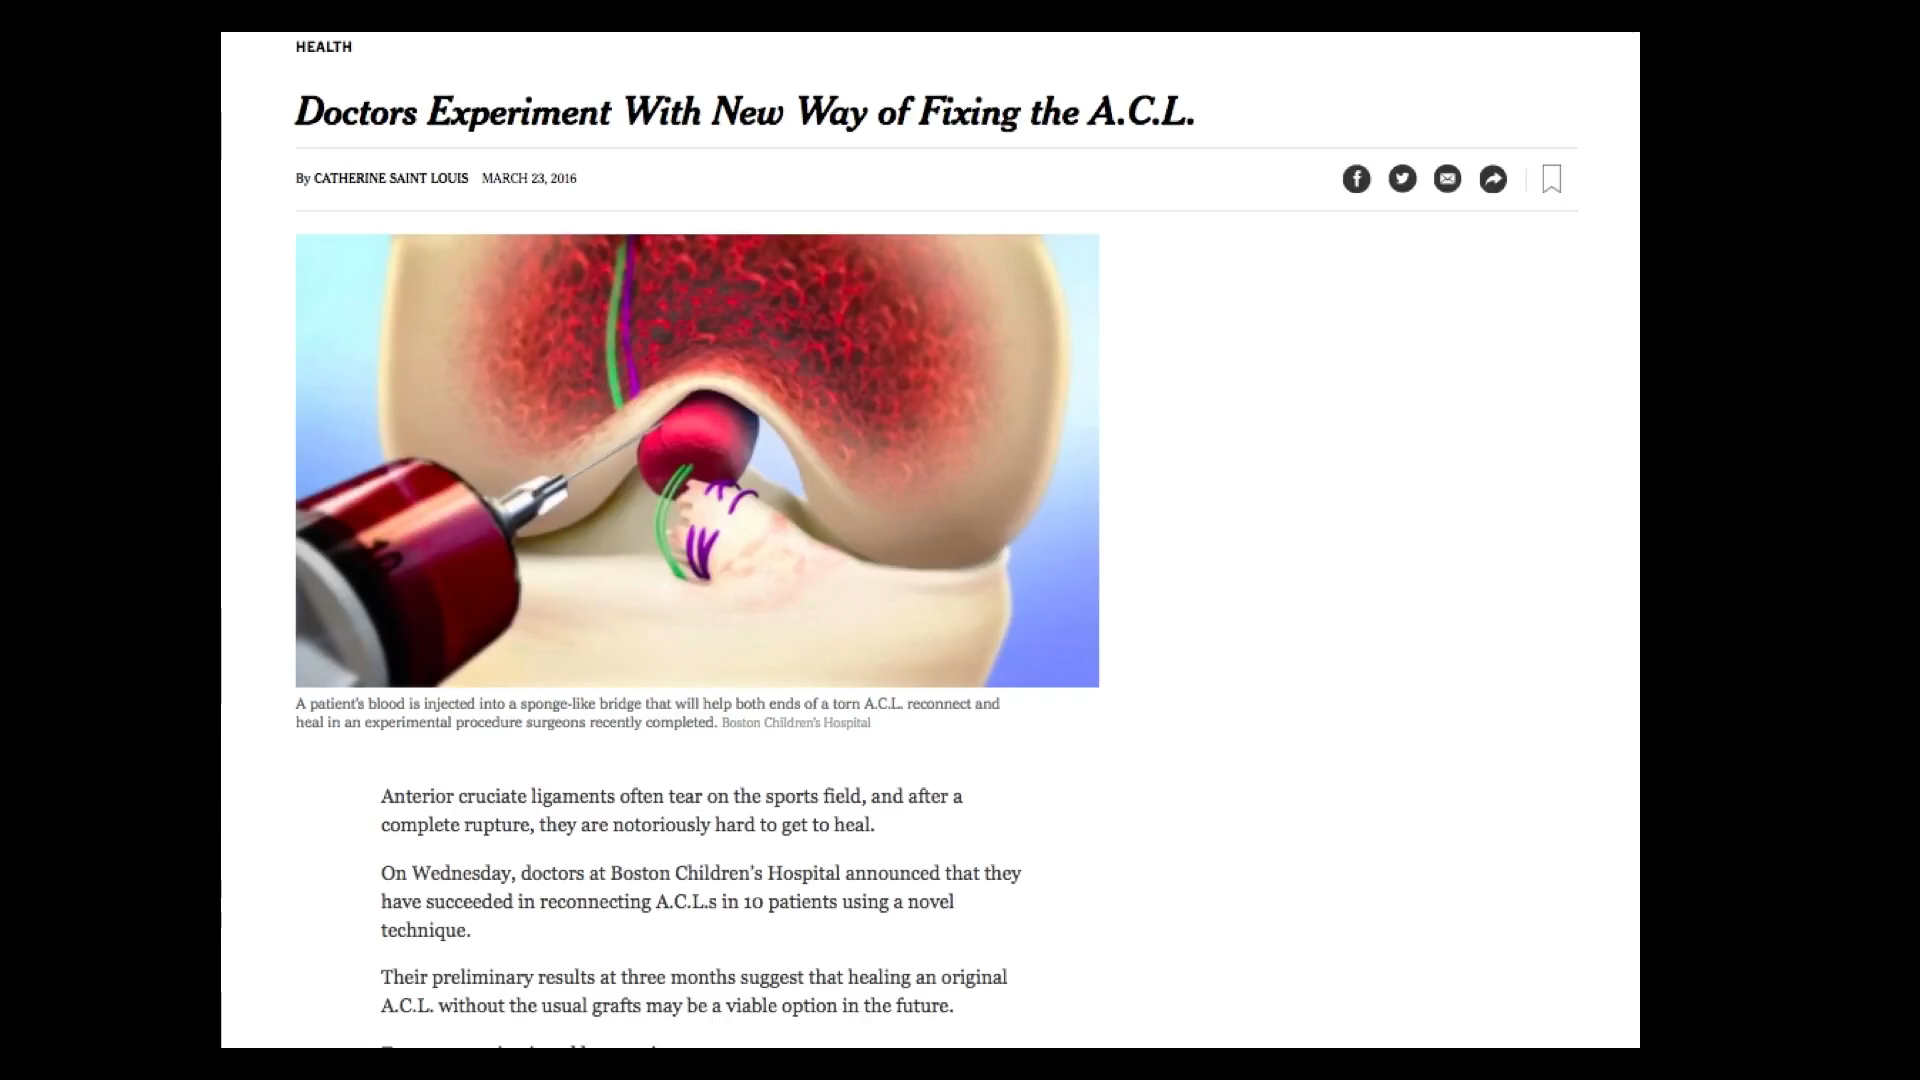 HEALTH
Doctors Experiment With New Way of Fixing the A.C.L.
By CATHERINE SAINT LOUIS MARCH 23, 2016
A patient's blood is injected into a sponge-like bridge that will help both ends of a torn A.C.L. reconnect and
heal in an experimental procedure surgeons recently completed. Boston Children's Hospital
Anterior cruciate ligaments often tear on the sports field, and after a
complete rupture, they are notoriously hard to get to heal.
On Wednesday, doctors at Boston Children's Hospital announced that they
have succeeded in reconnecting A.C.L.s in 10 patients using a novel
technique.
Their preliminary results at three months suggest that healing an original
A.C.L. without the usual grafts may be a viable option in the future.